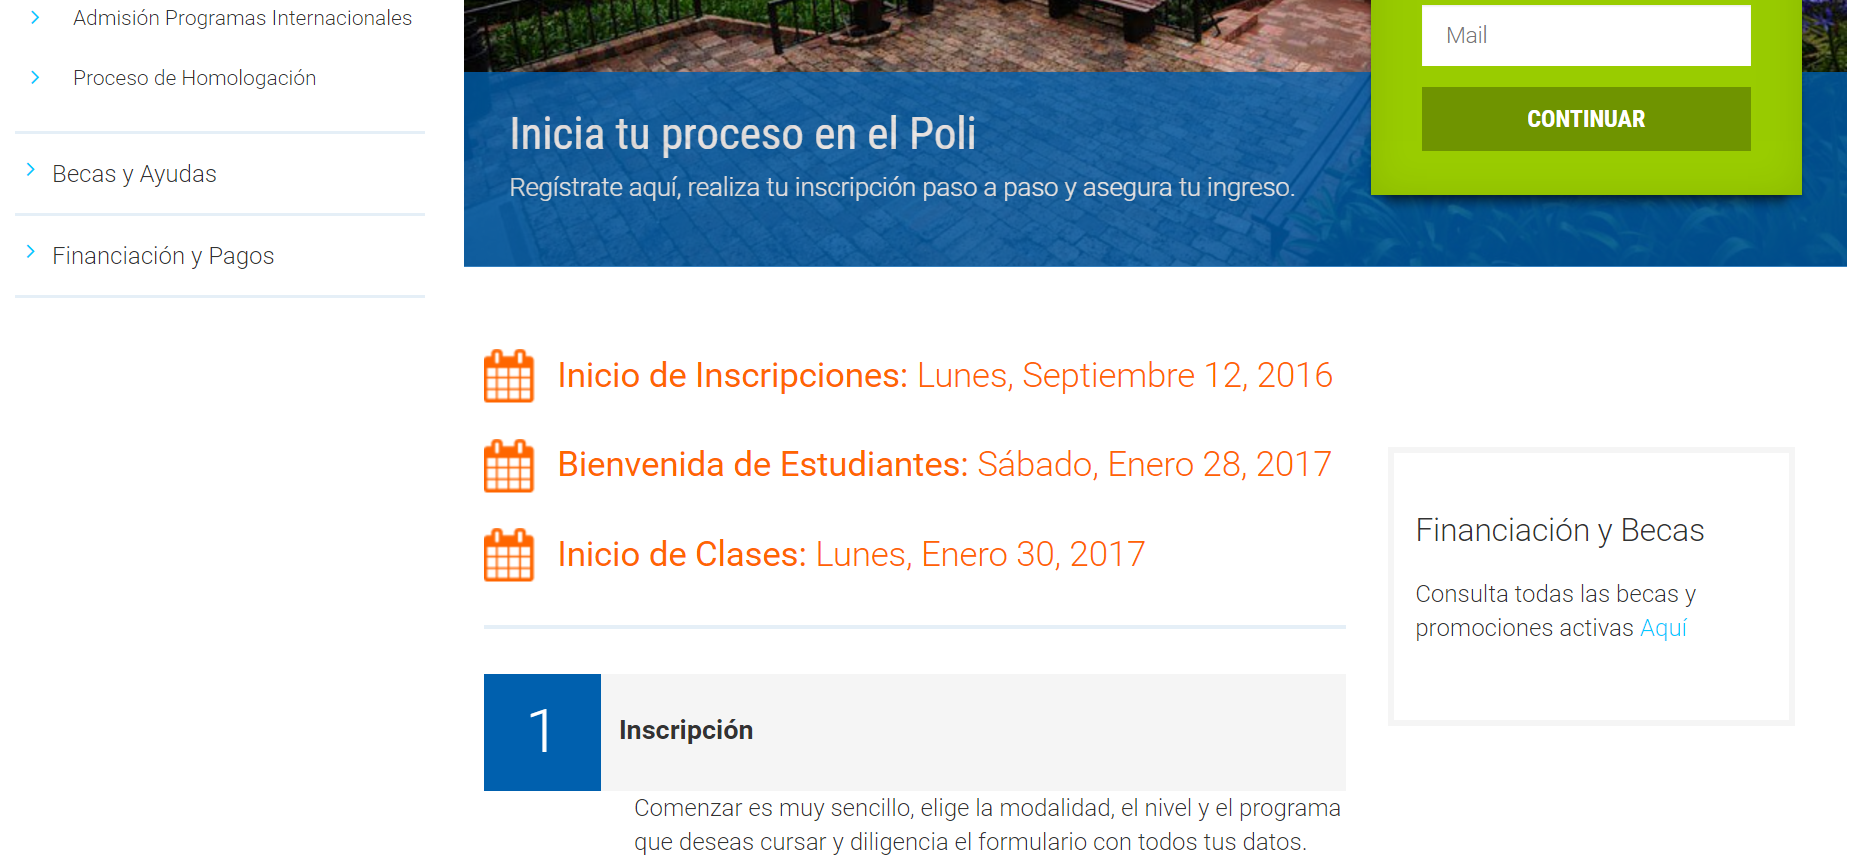 Admisión Programas Internacionales
Proceso de Homologación
Becas y Ayudas
Financiación y Pagos
Mail
CONTINUAR
Inicia tu proceso en el Poli
Regístrate aquí, realiza tu inscripción paso a paso y asegura tu ingreso.
Inicio de Inscripciones: Lunes, Septiembre 12, 2016
Bienvenida de Estudiantes: Sábado, Enero 28, 2017
Inicio de Clases: Lunes, Enero 30, 2017
Financiación y Becas
Consulta todas las becas y
promociones activas Aquí
1
Inscripción
Comenzar es muy sencillo, elige la modalidad, el nivel y el programa
que deseas cursar y diligencia el formulario con todos tus datos.